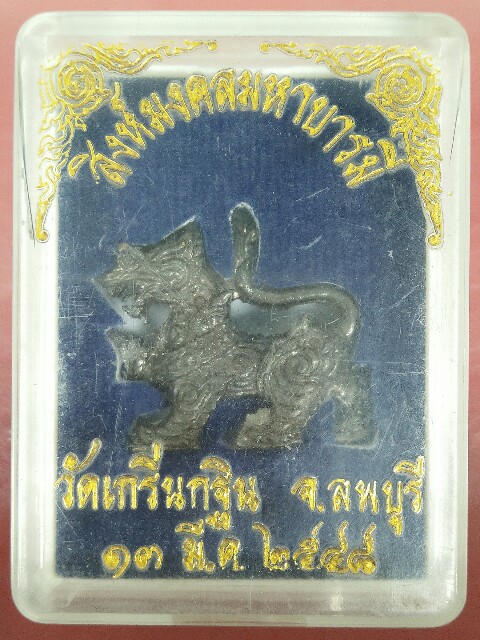 สิงห์มงคลมหาบารมี
วัดเกริ่นกฐิน จ.ลพบุรี
๑๓ มี.ค. ๒๕๔๘